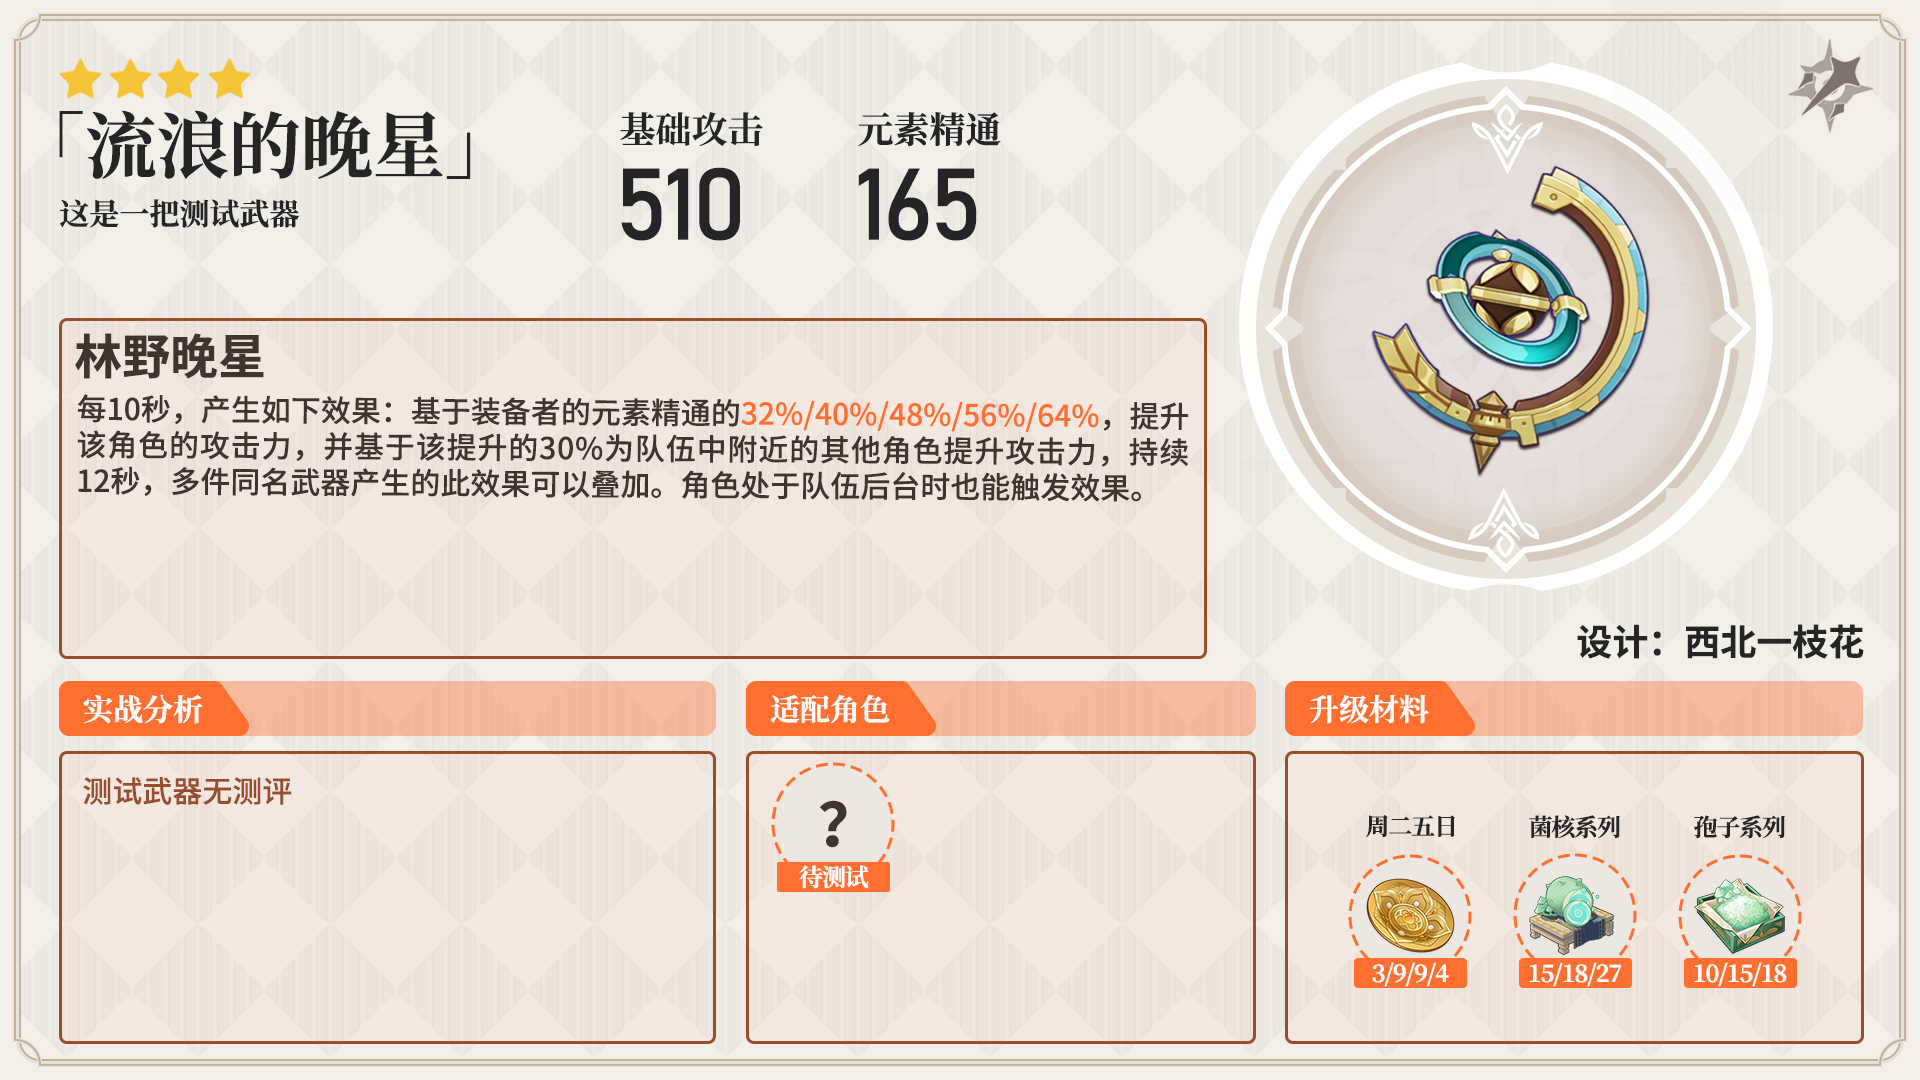 「流浪的晚星」
这是一把测试武器
基础攻击
510
元素精通
165
林野晚星
每10秒，产生如下效果：基于装备者的元素精通的32%/40%/48%/56%/64%，提升
该角色的攻击力，并基于该提升的30%为队伍中附近的其他角色提升攻击力，持续
12秒，多件同名武器产生的此效果可以叠加。角色处于队伍后台时也能触发效果。
设计：西北一枝花
实战分析
测试武器无测评
适配角色
?
待测试
升级材料
周二五日
菌核系列
孢子系列
3/9/9/4
15/18/27
10/15/18